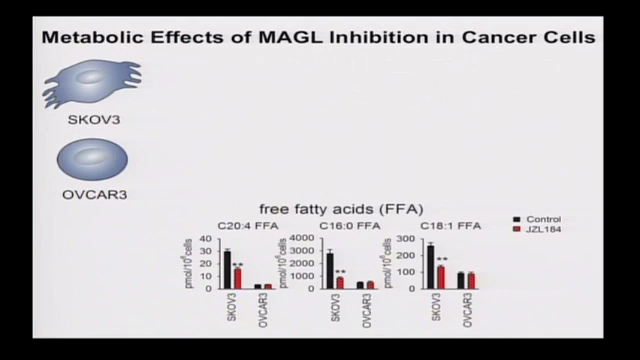 Metabolic Effects of MAGL Inhibition in Cancer Cells
SKOV3
OVCAR3
free fatty acids (FFA)
C20:4 FFA
C16:0 FFA
C18:1 FFA
Control
JZL184
pmol/10⁶cells
40
30
20
10
0
**
SKOV3
OVCAR3
pmol/10⁶cells
4000
3000
2000
1000
0
**
SKOV3
OVCAR3
pmol/10⁶cells
300
200
100
0
**
SKOV3
OVCAR3